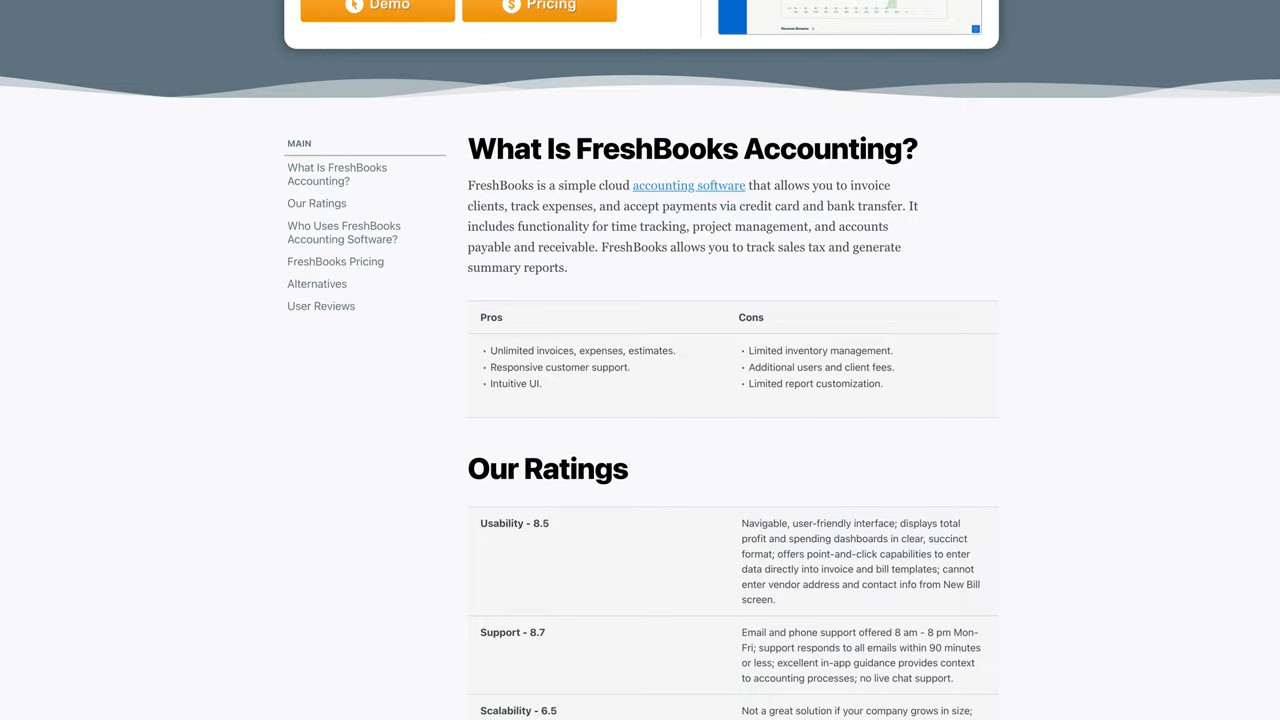 Demo
Pricing
Revenue Streams
MAIN
What Is FreshBooks
Accounting?
Our Ratings
Who Uses FreshBooks
Accounting Software?
FreshBooks Pricing
Alternatives
User Reviews
What Is FreshBooks Accounting?
FreshBooks is a simple cloud accounting software that allows you to invoice
clients, track expenses, and accept payments via credit card and bank transfer. It
includes functionality for time tracking, project management, and accounts
payable and receivable. FreshBooks allows you to track sales tax and generate
summary reports.
Pros
Cons
• Unlimited invoices, expenses, estimates.
• Responsive customer support.
• Intuitive UI.
• Limited inventory management.
• Additional users and client fees.
• Limited report customization.
Our Ratings
Usability - 8.5
Navigable, user-friendly interface; displays total
profit and spending dashboards in clear, succinct
format; offers point-and-click capabilities to enter
data directly into invoice and bill templates; cannot
enter vendor address and contact info from New Bill
screen.
Support - 8.7
Email and phone support offered 8 am - 8 pm Mon-
Fri; support responds to all emails within 90 minutes
or less; excellent in-app guidance provides context
to accounting processes; no live chat support.
Scalability - 6.5
Not a great solution if your company grows in size;